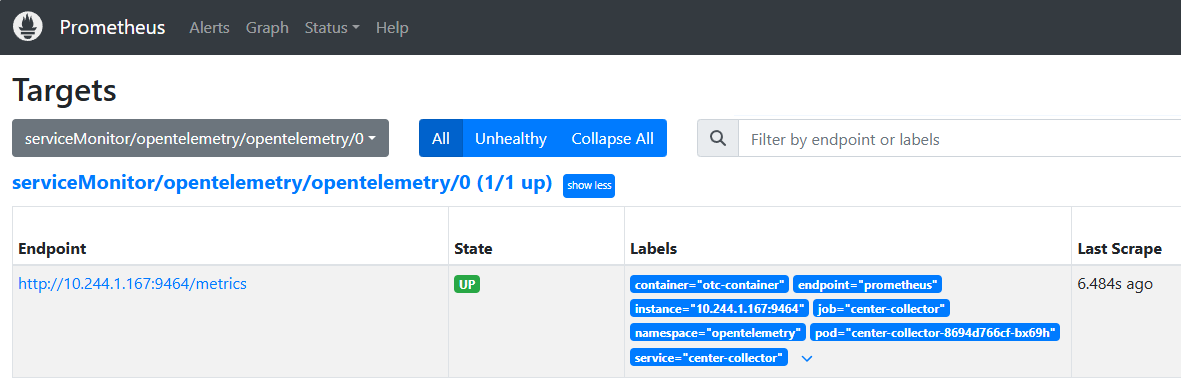 Prometheus Alerts Graph Status Help
Targets
serviceMonitor/opentelemetry/opentelemetry/0 All Unhealthy Collapse All Filter by endpoint or labels
serviceMonitor/opentelemetry/opentelemetry/0 (1/1 up) show less
Endpoint State Labels Last Scrape
http://10.244.1.167:9464/metrics UP container="otc-container" endpoint="prometheus" 6.484s ago
instance="10.244.1.167:9464" job="center-collector"
namespace="opentelemetry" pod="center-collector-8694d766cf-bx69h"
service="center-collector"